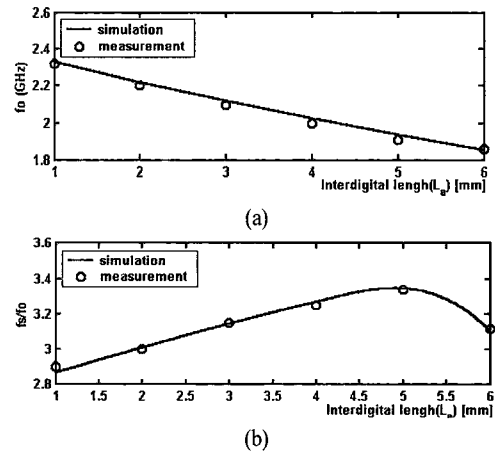 2.6
simulation
measurement
2.4
fo (GHz)
2.2
2
1.8
1 2 3 4 5 6
Interdigital lengh(La) [mm]
(a)
3.6
simulation
measurement
3.4
fs/fo
3.2
3
2.8
1 1.5 2 2.5 3 3.5 4 4.5 5 5.5 6
Interdigital lengh(La) [mm]
(b)